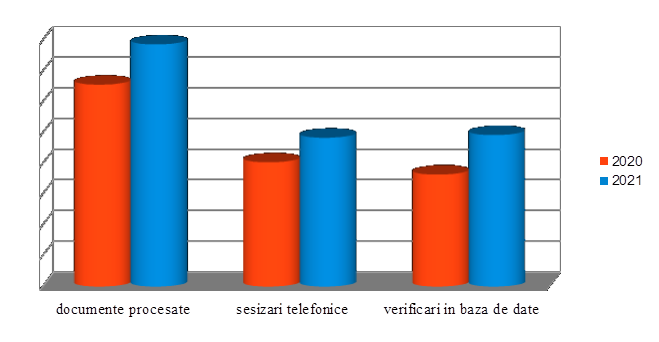 2020
2021
documente procesate
sesizari telefonice
verificari in baza de date